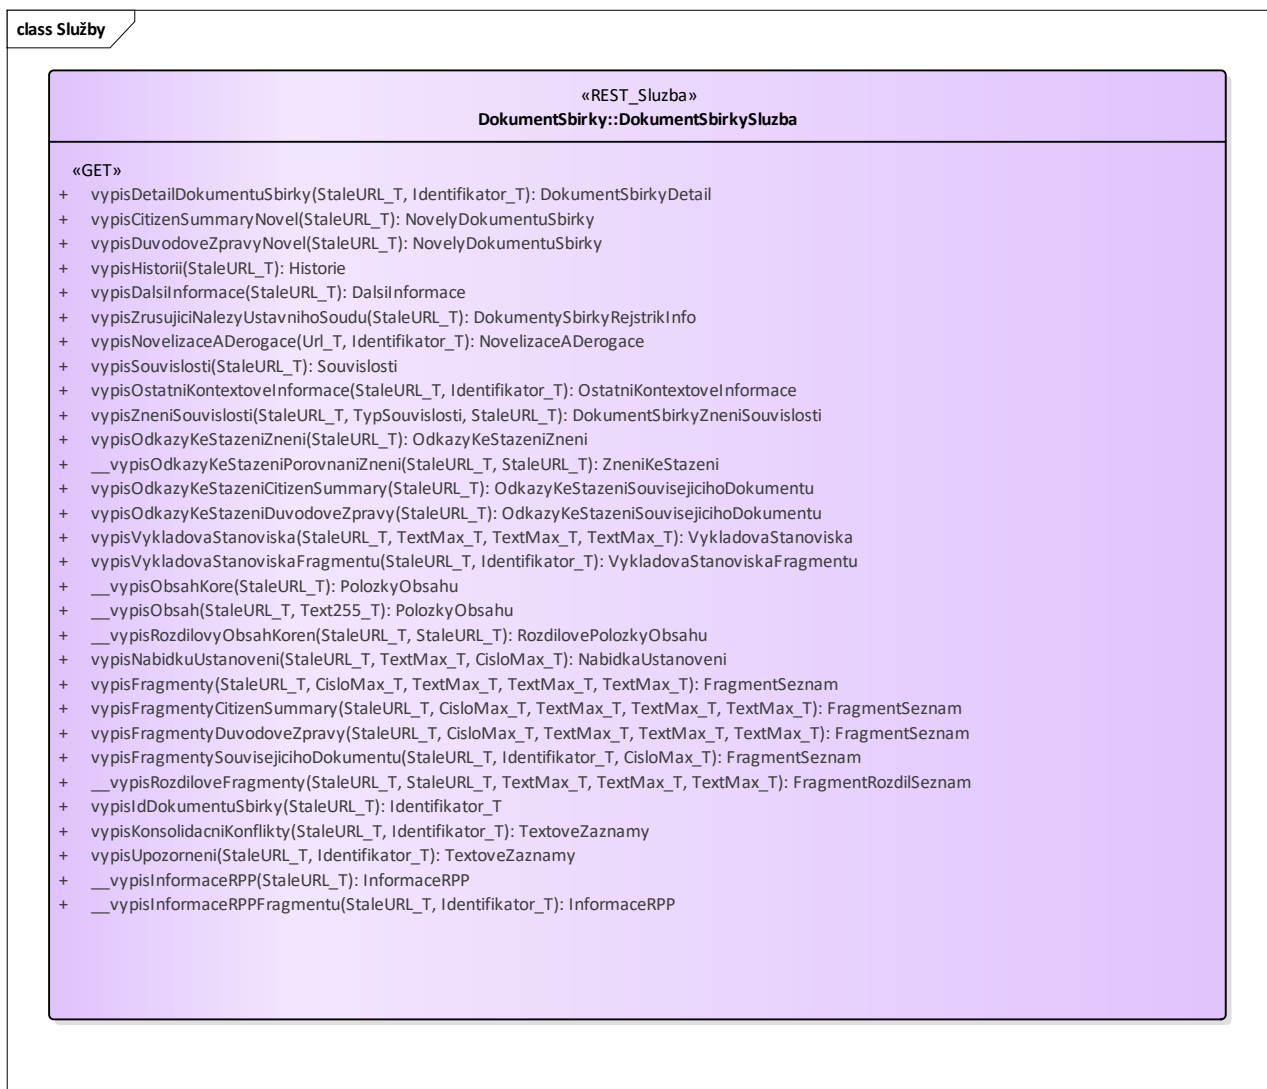 class Služby
«REST_Sluzba»
DokumentSbirky::DokumentSbirkySluzba
«GET»
+ vypisDetailDokumentuSbirky(StaleURL_T, Identifikator_T): DokumentSbirkyDetail
+ vypisCitizenSummaryNovel(StaleURL_T): NovelyDokumentuSbirky
+ vypisDuvodoveZpravyNovel(StaleURL_T): NovelyDokumentuSbirky
+ vypisHistorii(StaleURL_T): Historie
+ vypisDalsiInformace(StaleURL_T): DalsiInformace
+ vypisZrusujiciNalezyUstavnihoSoudu(StaleURL_T): DokumentySbirkyRejstrikInfo
+ vypisNovelizaceADerogace(Url_T, Identifikator_T): NovelizaceADerogace
+ vypisSouvislosti(StaleURL_T): Souvislosti
+ vypisOstatniKontextoveInformace(StaleURL_T, Identifikator_T): OstatniKontextoveInformace
+ vypisZneniSouvislosti(StaleURL_T, TypSouvislosti, StaleURL_T): DokumentSbirkyZneniSouvislosti
+ vypisOdkazyKeStazeniZneni(StaleURL_T): OdkazyKeStazeniZneni
+ __vypisOdkazyKeStazeniPorovnaniZneni(StaleURL_T, StaleURL_T): ZneniKeStazeni
+ vypisOdkazyKeStazeniCitizenSummary(StaleURL_T): OdkazyKeStazeniSouvisejicihoDokumentu
+ vypisOdkazyKeStazeniDuvodoveZpravy(StaleURL_T): OdkazyKeStazeniSouvisejicihoDokumentu
+ vypisVykladovaStanoviska(StaleURL_T, TextMax_T, TextMax_T, TextMax_T): VykladovaStanoviska
+ vypisVykladovaStanoviskaFragmentu(StaleURL_T, Identifikator_T): VykladovaStanoviskaFragmentu
+ __vypisObsahKore(StaleURL_T): PolozkyObsahu
+ __vypisObsah(StaleURL_T, Text255_T): PolozkyObsahu
+ __vypisRozdilovyObsahKoren(StaleURL_T, StaleURL_T): RozdilovePolozkyObsahu
+ vypisNabidkuUstanoveni(StaleURL_T, TextMax_T, CisloMax_T): NabidkaUstanoveni
+ vypisFragmenty(StaleURL_T, CisloMax_T, TextMax_T, TextMax_T, TextMax_T): FragmentSeznam
+ vypisFragmentyCitizenSummary(StaleURL_T, CisloMax_T, TextMax_T, TextMax_T, TextMax_T): FragmentSeznam
+ vypisFragmentyDuvodoveZpravy(StaleURL_T, CisloMax_T, TextMax_T, TextMax_T, TextMax_T): FragmentSeznam
+ vypisFragmentySouvisejicihoDokumentu(StaleURL_T, Identifikator_T, CisloMax_T): FragmentSeznam
+ __vypisRozdiloveFragmenty(StaleURL_T, StaleURL_T, TextMax_T, TextMax_T, TextMax_T): FragmentRozdilSeznam
+ vypisIdDokumentuSbirky(StaleURL_T): Identifikator_T
+ vypisKonsolidacniKonflikty(StaleURL_T, Identifikator_T): TextoveZaznamy
+ vypisUpozorneni(StaleURL_T, Identifikator_T): TextoveZaznamy
+ __vypisInformaceRPP(StaleURL_T): InformaceRPP
+ __vypisInformaceRPPFragmentu(StaleURL_T, Identifikator_T): InformaceRPP